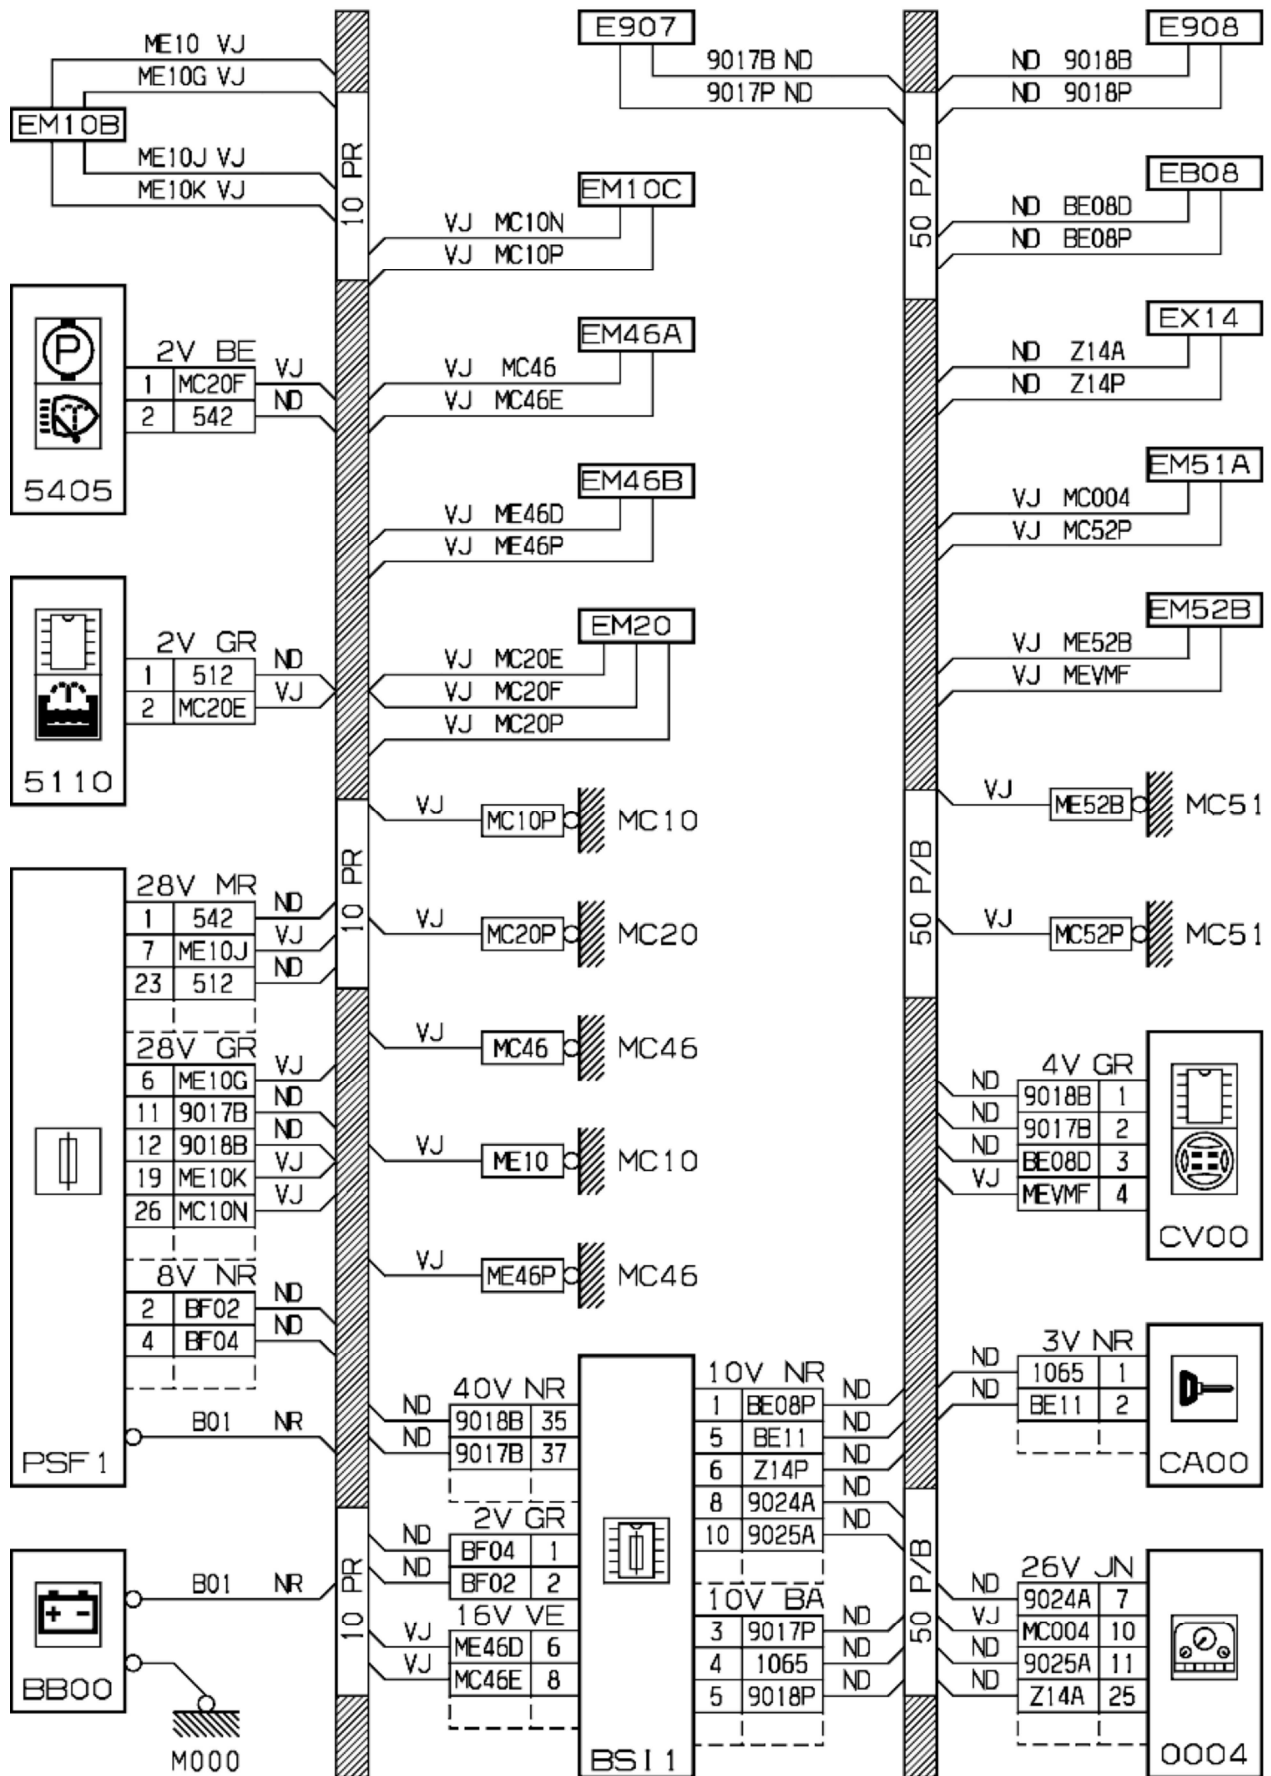 ME10 VJ
ME10G VJ
EM10B
ME10J VJ
ME10K VJ
10 PR
E907
9017B ND
9017P ND
E908
ND 9018B
ND 9018P
50 P/B
EM10C
VJ MC10N
VJ MC10P
EB08
ND BE08D
ND BE08P
5405
2V BE
1 MC20F VJ
2 542 ND
EM46A
VJ MC46
VJ MC46E
EX14
ND Z14A
ND Z14P
EM46B
VJ ME46D
VJ ME46P
EM51A
VJ MC004
VJ MC52P
5110
2V GR
1 512 ND
2 MC20E VJ
EM20
VJ MC20E
VJ MC20F
VJ MC20P
EM52B
VJ ME52B
VJ MEVMF
VJ MC10P MC10
VJ ME52B MC51
10 PR
50 P/B
VJ MC20P MC20
VJ MC52P MC51
VJ MC46 MC46
VJ ME10 MC10
VJ ME46P MC46
28V MR
1 542 ND
7 ME10J VJ
23 512 ND
28V GR
6 ME10G VJ
11 9017B ND
12 9018B ND
19 ME10K VJ
26 MC10N VJ
8V NR
2 BF02 ND
4 BF04 ND
B01 NR
PSF1
4V GR
ND 9018B 1
ND 9017B 2
ND BE08D 3
VJ MEVMF 4
CV00
3V NR
ND 1065 1
ND BE11 2
CA00
40V NR
ND 9018B 35
ND 9017B 37
2V GR
ND BF04 1
ND BF02 2
16V VE
VJ ME46D 6
VJ MC46E 8
BSI1
10V NR
1 BE08P ND
5 BE11 ND
6 Z14P ND
8 9024A ND
10 9025A ND
10V BA
3 9017P ND
4 1065 ND
5 9018P ND
10 PR
50 P/B
B01 NR
BB00
M000
26V JN
ND 9024A 7
VJ MC004 10
ND 9025A 11
ND Z14A 25
0004